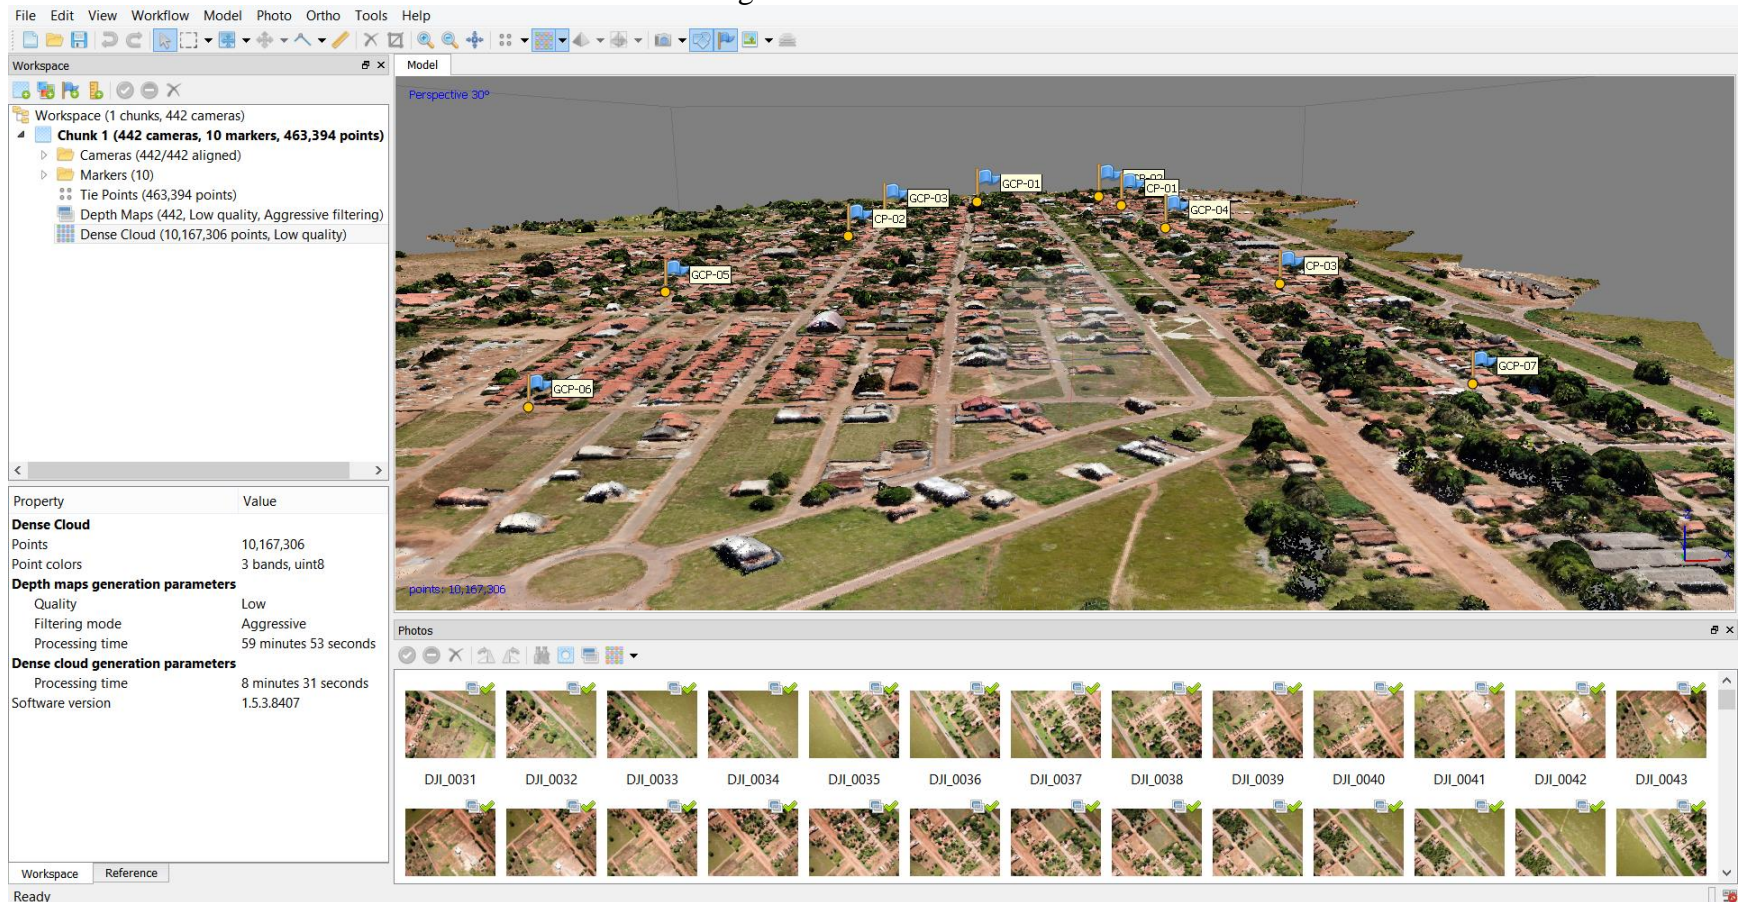 File Edit View Workflow Model Photo Ortho Tools Help
Workspace
Model
Workspace (1 chunks, 442 cameras)
Chunk 1 (442 cameras, 10 markers, 463,394 points)
Cameras (442/442 aligned)
Markers (10)
Tie Points (463,394 points)
Depth Maps (442, Low quality, Aggressive filtering)
Dense Cloud (10,167,306 points, Low quality)
Perspective 30°
GCP-01
GCP-02
CP-01
GCP-03
GCP-04
CP-02
CP-03
GCP-05
GCP-07
GCP-06
Z
X
points: 10,167,306
Property Value
Dense Cloud
Points 10,167,306
Point colors 3 bands, uint8
Depth maps generation parameters
Quality Low
Filtering mode Aggressive
Processing time 59 minutes 53 seconds
Dense cloud generation parameters
Processing time 8 minutes 31 seconds
Software version 1.5.3.8407
Photos
DJI_0031 DJI_0032 DJI_0033 DJI_0034 DJI_0035 DJI_0036 DJI_0037 DJI_0038 DJI_0039 DJI_0040 DJI_0041 DJI_0042 DJI_0043
Workspace Reference
Ready